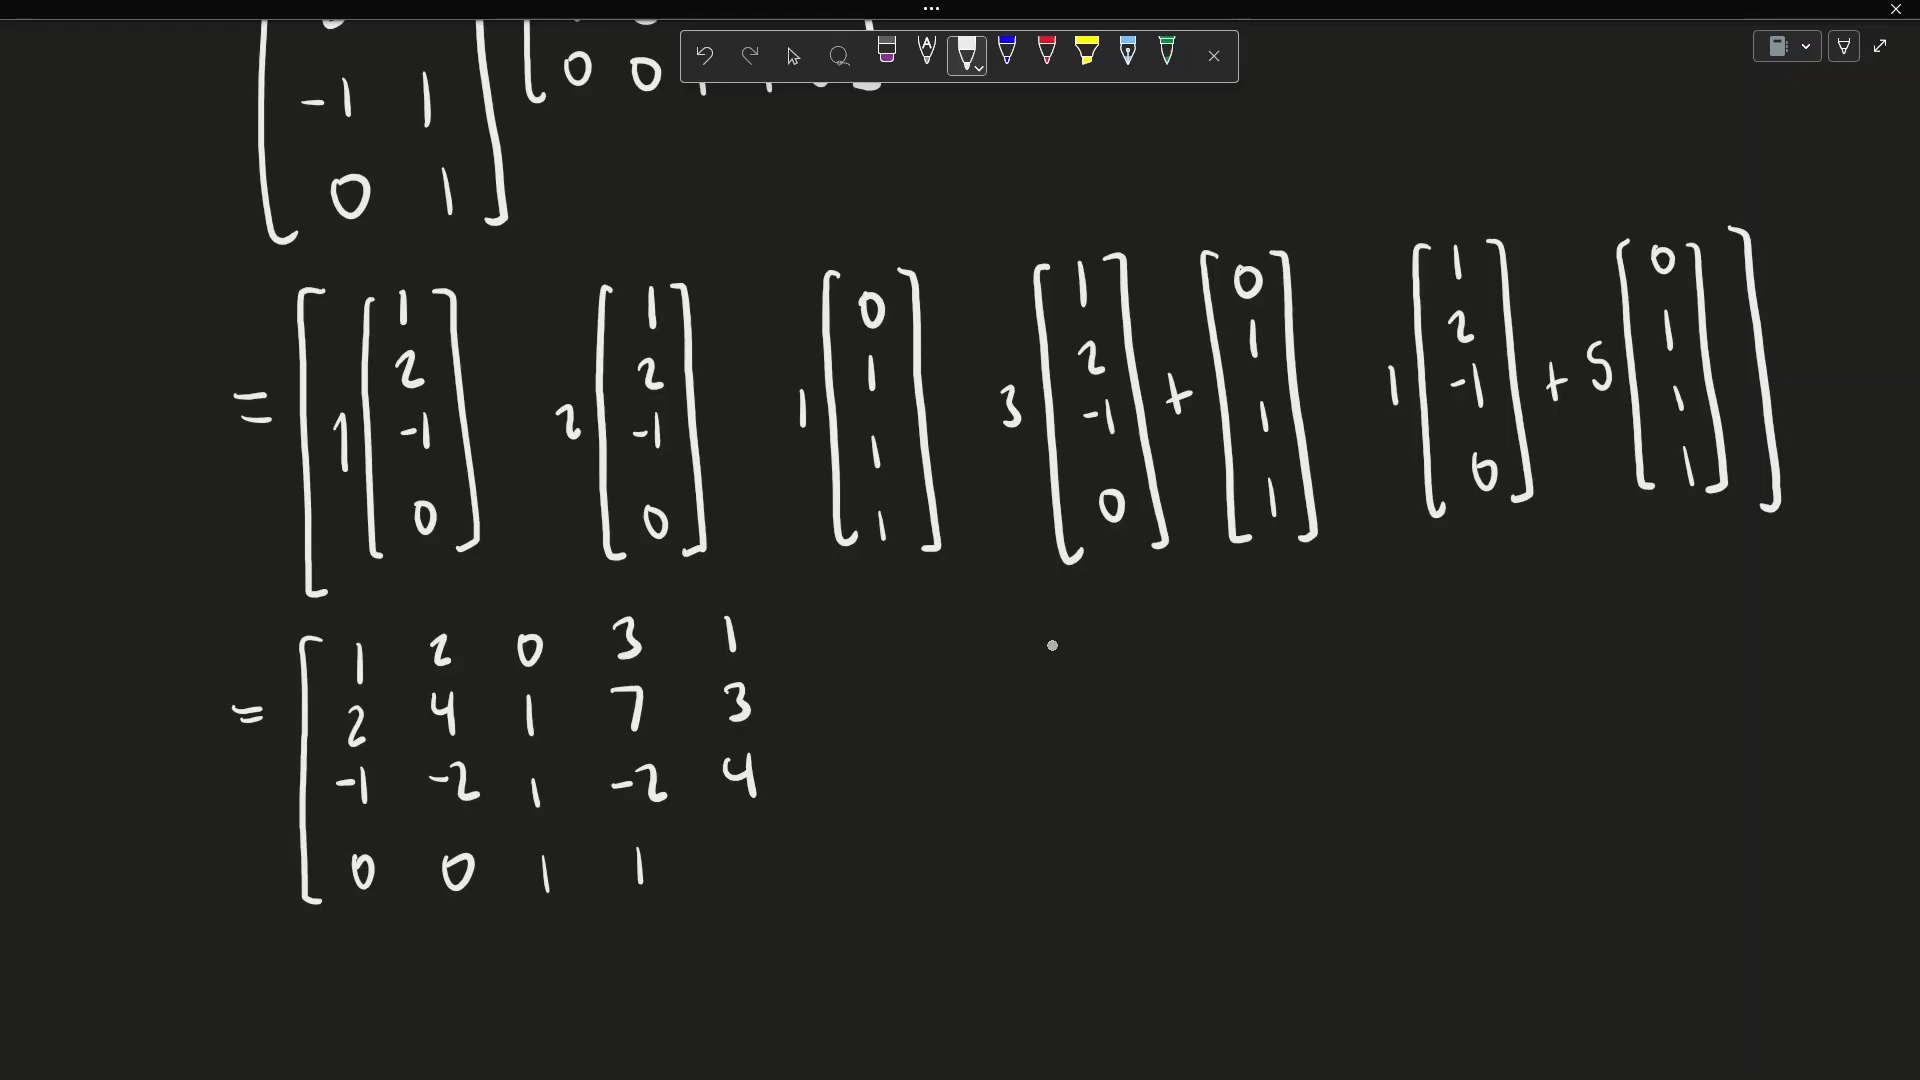 0 0
-1 1
0 1
= [ 1 [ 1 2 -1 0 ] 2 [ 1 2 -1 0 ] 1 [ 0 1 1 1 ] 3 [ 1 2 -1 0 ] + [ 0 1 1 1 ] 1 [ 1 2 -1 0 ] + 5 [ 0 1 1 1 ] ]
= [ 1 2 0 3 1
2 4 1 7 3
-1 -2 1 -2 4
0 0 1 1